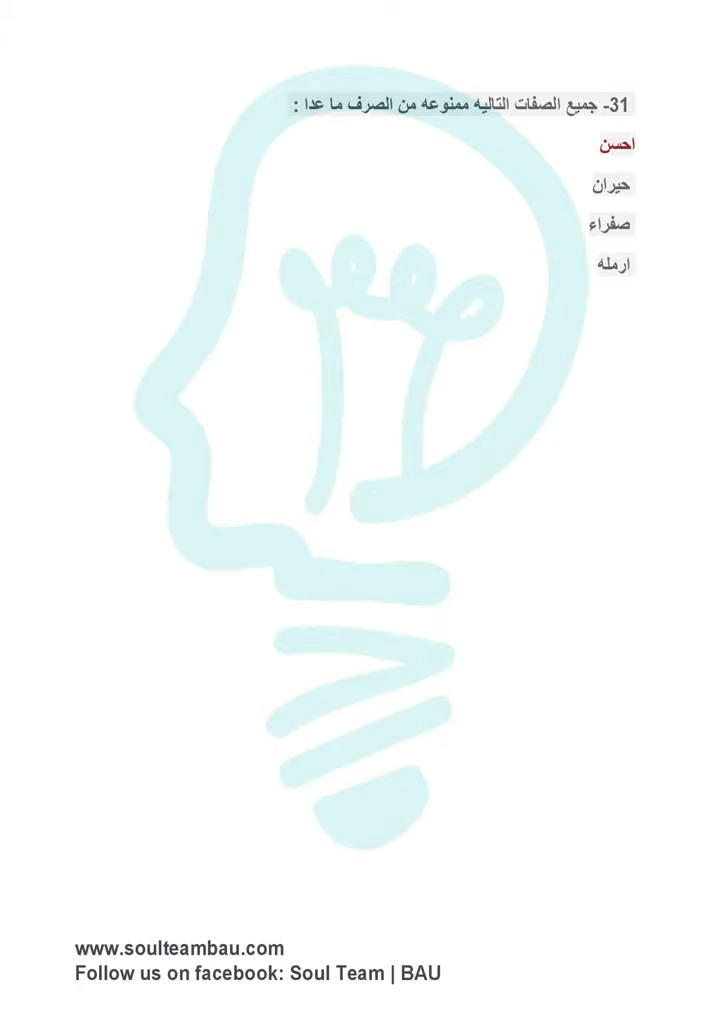 31- جميع الصفات التاليه ممنوعه من الصرف ما عدا :
احسن
حيران
صفراء
ارمله
www.soulteambau.com
Follow us on facebook: Soul Team | BAU